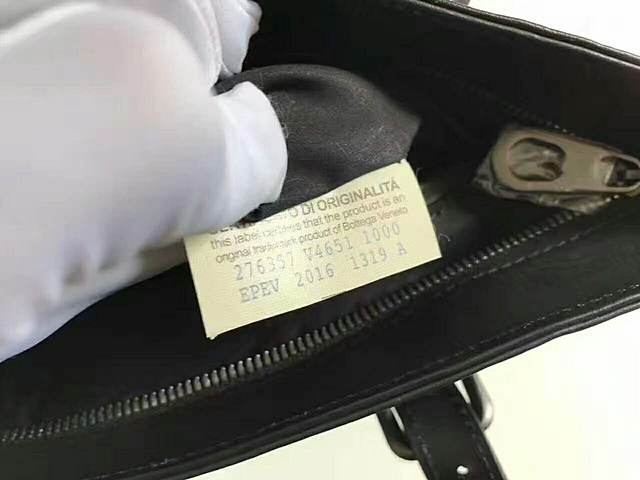 DI ORIGINALITÀ
this label certifies that the product is an
original trademark product of Bottega Veneta
276357 V4651 1000
EPEV 2016 1319 A